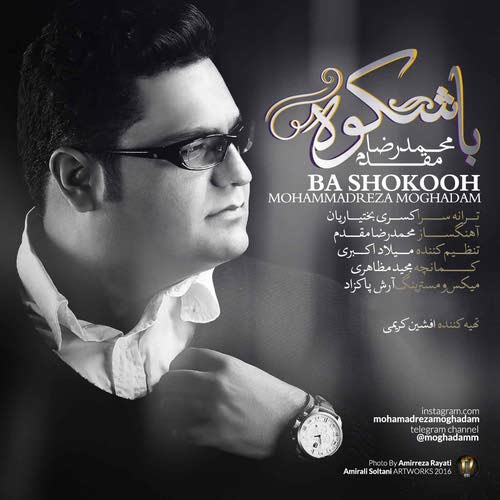 باشکوه
محمدرضا
مقدم
BA SHOKOOH
MOHAMMADREZA MOGHADAM
ترانه سرا کسری بختیاریان
آهنگساز محمدرضا مقدم
تنظیم کننده میلاد اکبری
کمانچه مجید مظاهری
میکس و مسترینگ آرش پاکزاد
تهیه کننده افشین کریمی
instagram.com
mohamadrezamoghadam
telegram channel
@moghadamm
Photo By Amirreza Rayati
Amirali Soltani ARTWORKS 2016